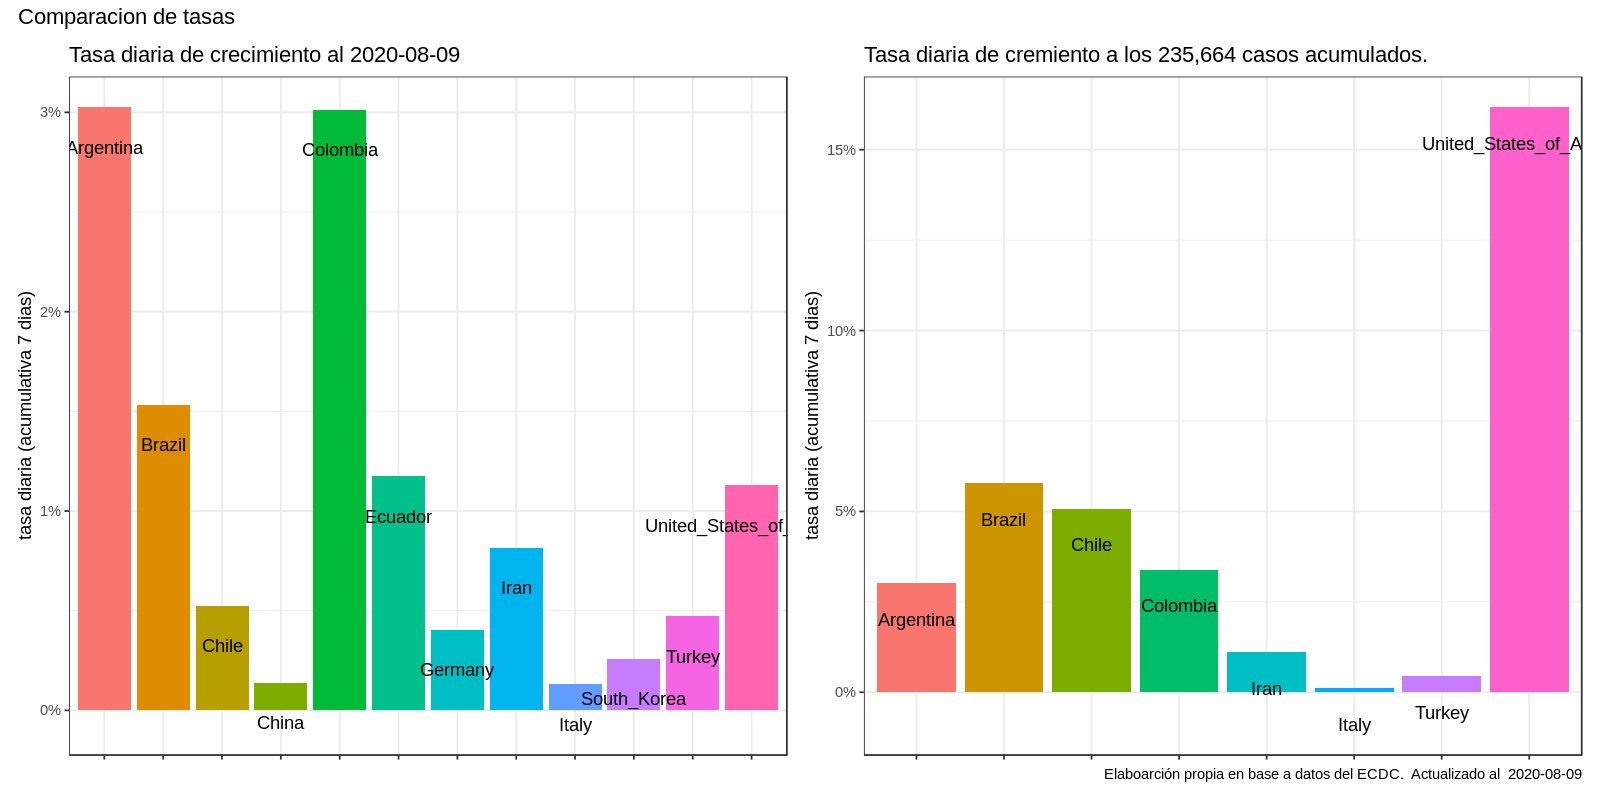 Comparacion de tasas
Tasa diaria de crecimiento al 2020-08-09
tasa diaria (acumulativa 7 dias)
3%
2%
1%
0%
Argentina
Brazil
Chile
China
Colombia
Ecuador
Germany
Iran
Italy
South_Korea
Turkey
United_States_of_
Tasa diaria de cremiento a los 235,664 casos acumulados.
tasa diaria (acumulativa 7 dias)
15%
10%
5%
0%
Argentina
Brazil
Chile
Colombia
Iran
Italy
Turkey
United_States_of_A
Elaboarción propia en base a datos del ECDC.  Actualizado al  2020-08-09